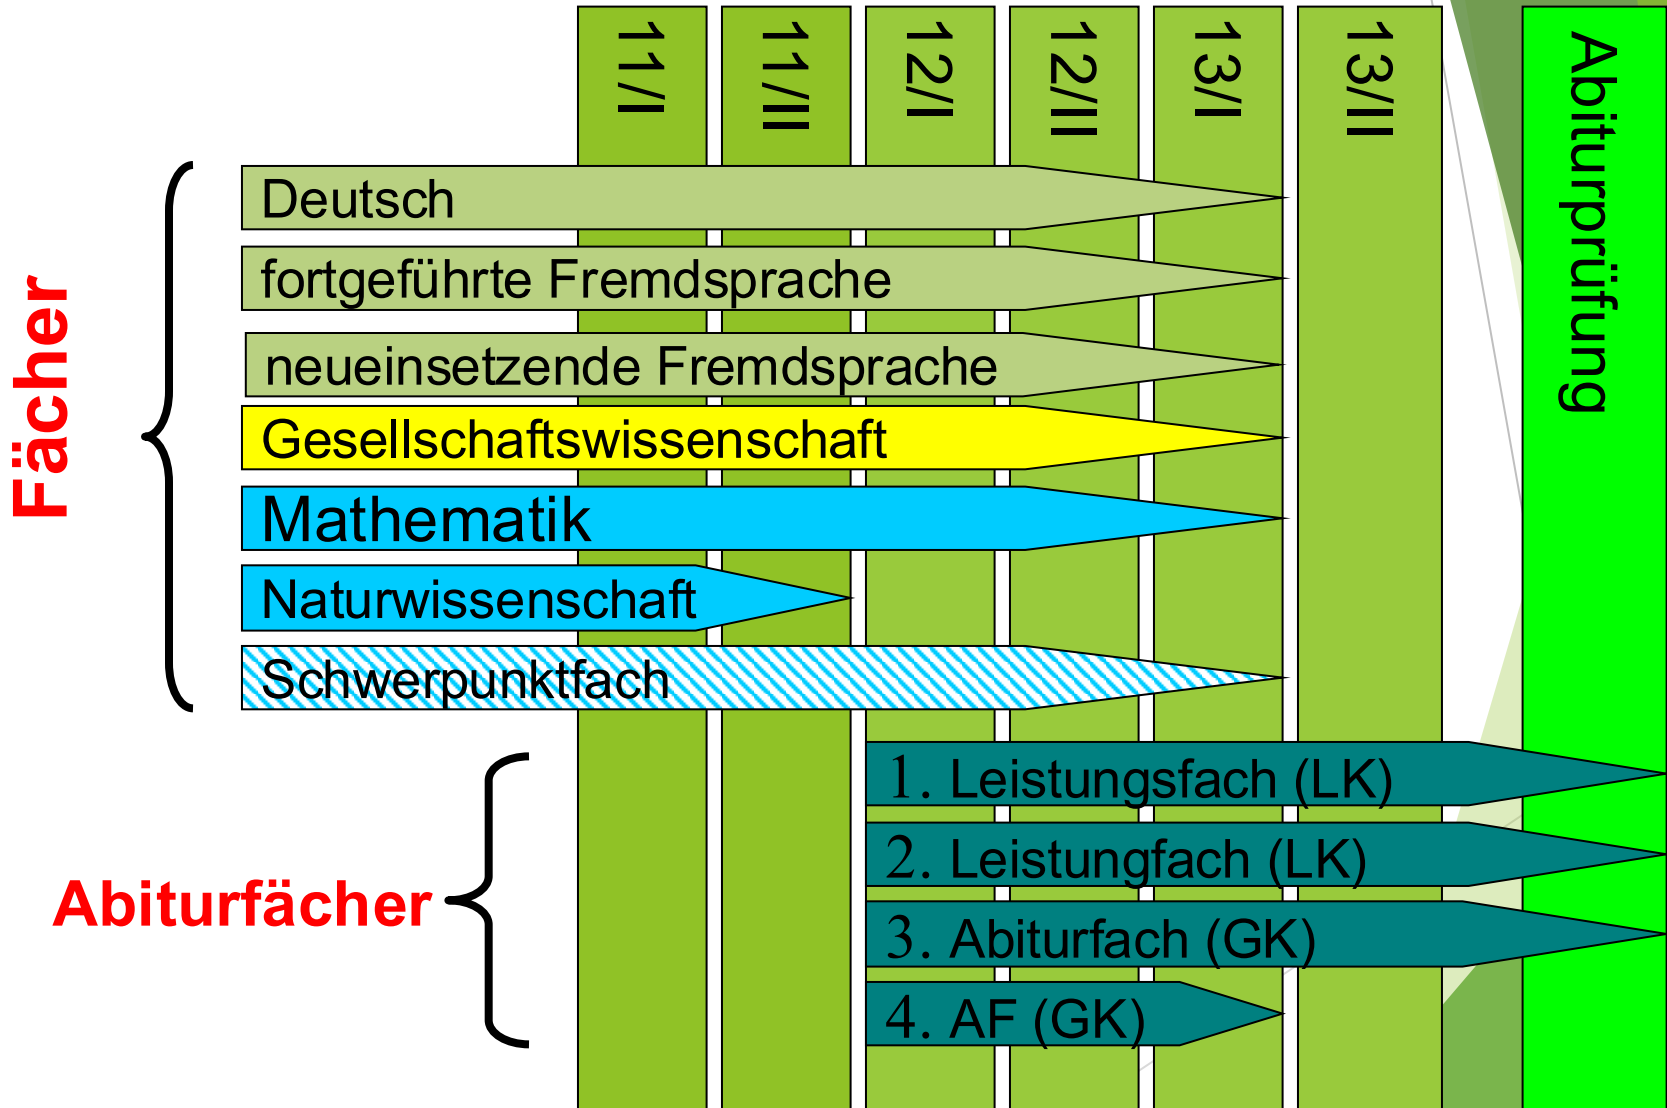 11/I
11/II
12/I
12/II
13/I
13/II
Abiturprüfung
Fächer
Deutsch
fortgeführte Fremdsprache
neueinsetzende Fremdsprache
Gesellschaftswissenschaft
Mathematik
Naturwissenschaft
Schwerpunktfach
Abiturfächer
1. Leistungsfach (LK)
2. Leistungfach (LK)
3. Abiturfach (GK)
4. AF (GK)